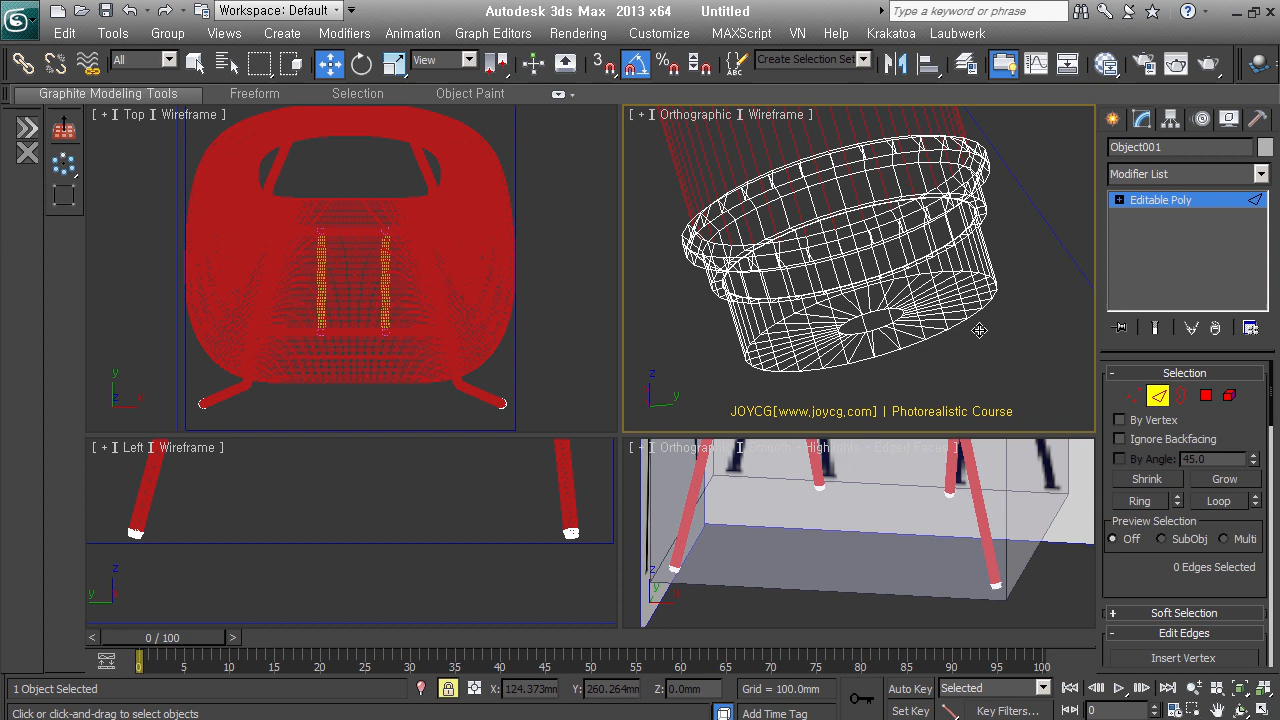 Workspace: Default
Autodesk 3ds Max 2013 x64
Untitled
Type a keyword or phrase
Edit
Tools
Group
Views
Create
Modifiers
Animation
Graph Editors
Rendering
Customize
MAXScript
VN
Help
Krakatoa
Laubwerk
All
View
3
Create Selection Set
Graphite Modeling Tools
Freeform
Selection
Object Paint
[ + ] Top ] Wireframe ]
[ + ] Orthographic ] Wireframe ]
Object001
Modifier List
Editable Poly
z
y
x
z
y
JOYCG[www.joycg.com] | Photorealistic Course
[ + ] Left ] Wireframe ]
z
y
z
y
x
Selection
By Vertex
Ignore Backfacing
By Angle: 45.0
Shrink
Grow
Ring
Loop
Preview Selection
Off
SubObj
Multi
0 Edges Selected
Soft Selection
Edit Edges
Insert Vertex
< 0 / 100 >
0 5 10 15 20 25 30 35 40 45 50 55 60 65 70 75 80 85 90 95 100
1 Object Selected
X: 124.373mm
Y: 260.264mm
Z: 0.0mm
Grid = 100.0mm
Auto Key
Selected
Click or click-and-drag to select objects
Add Time Tag
Set Key
Key Filters...
0